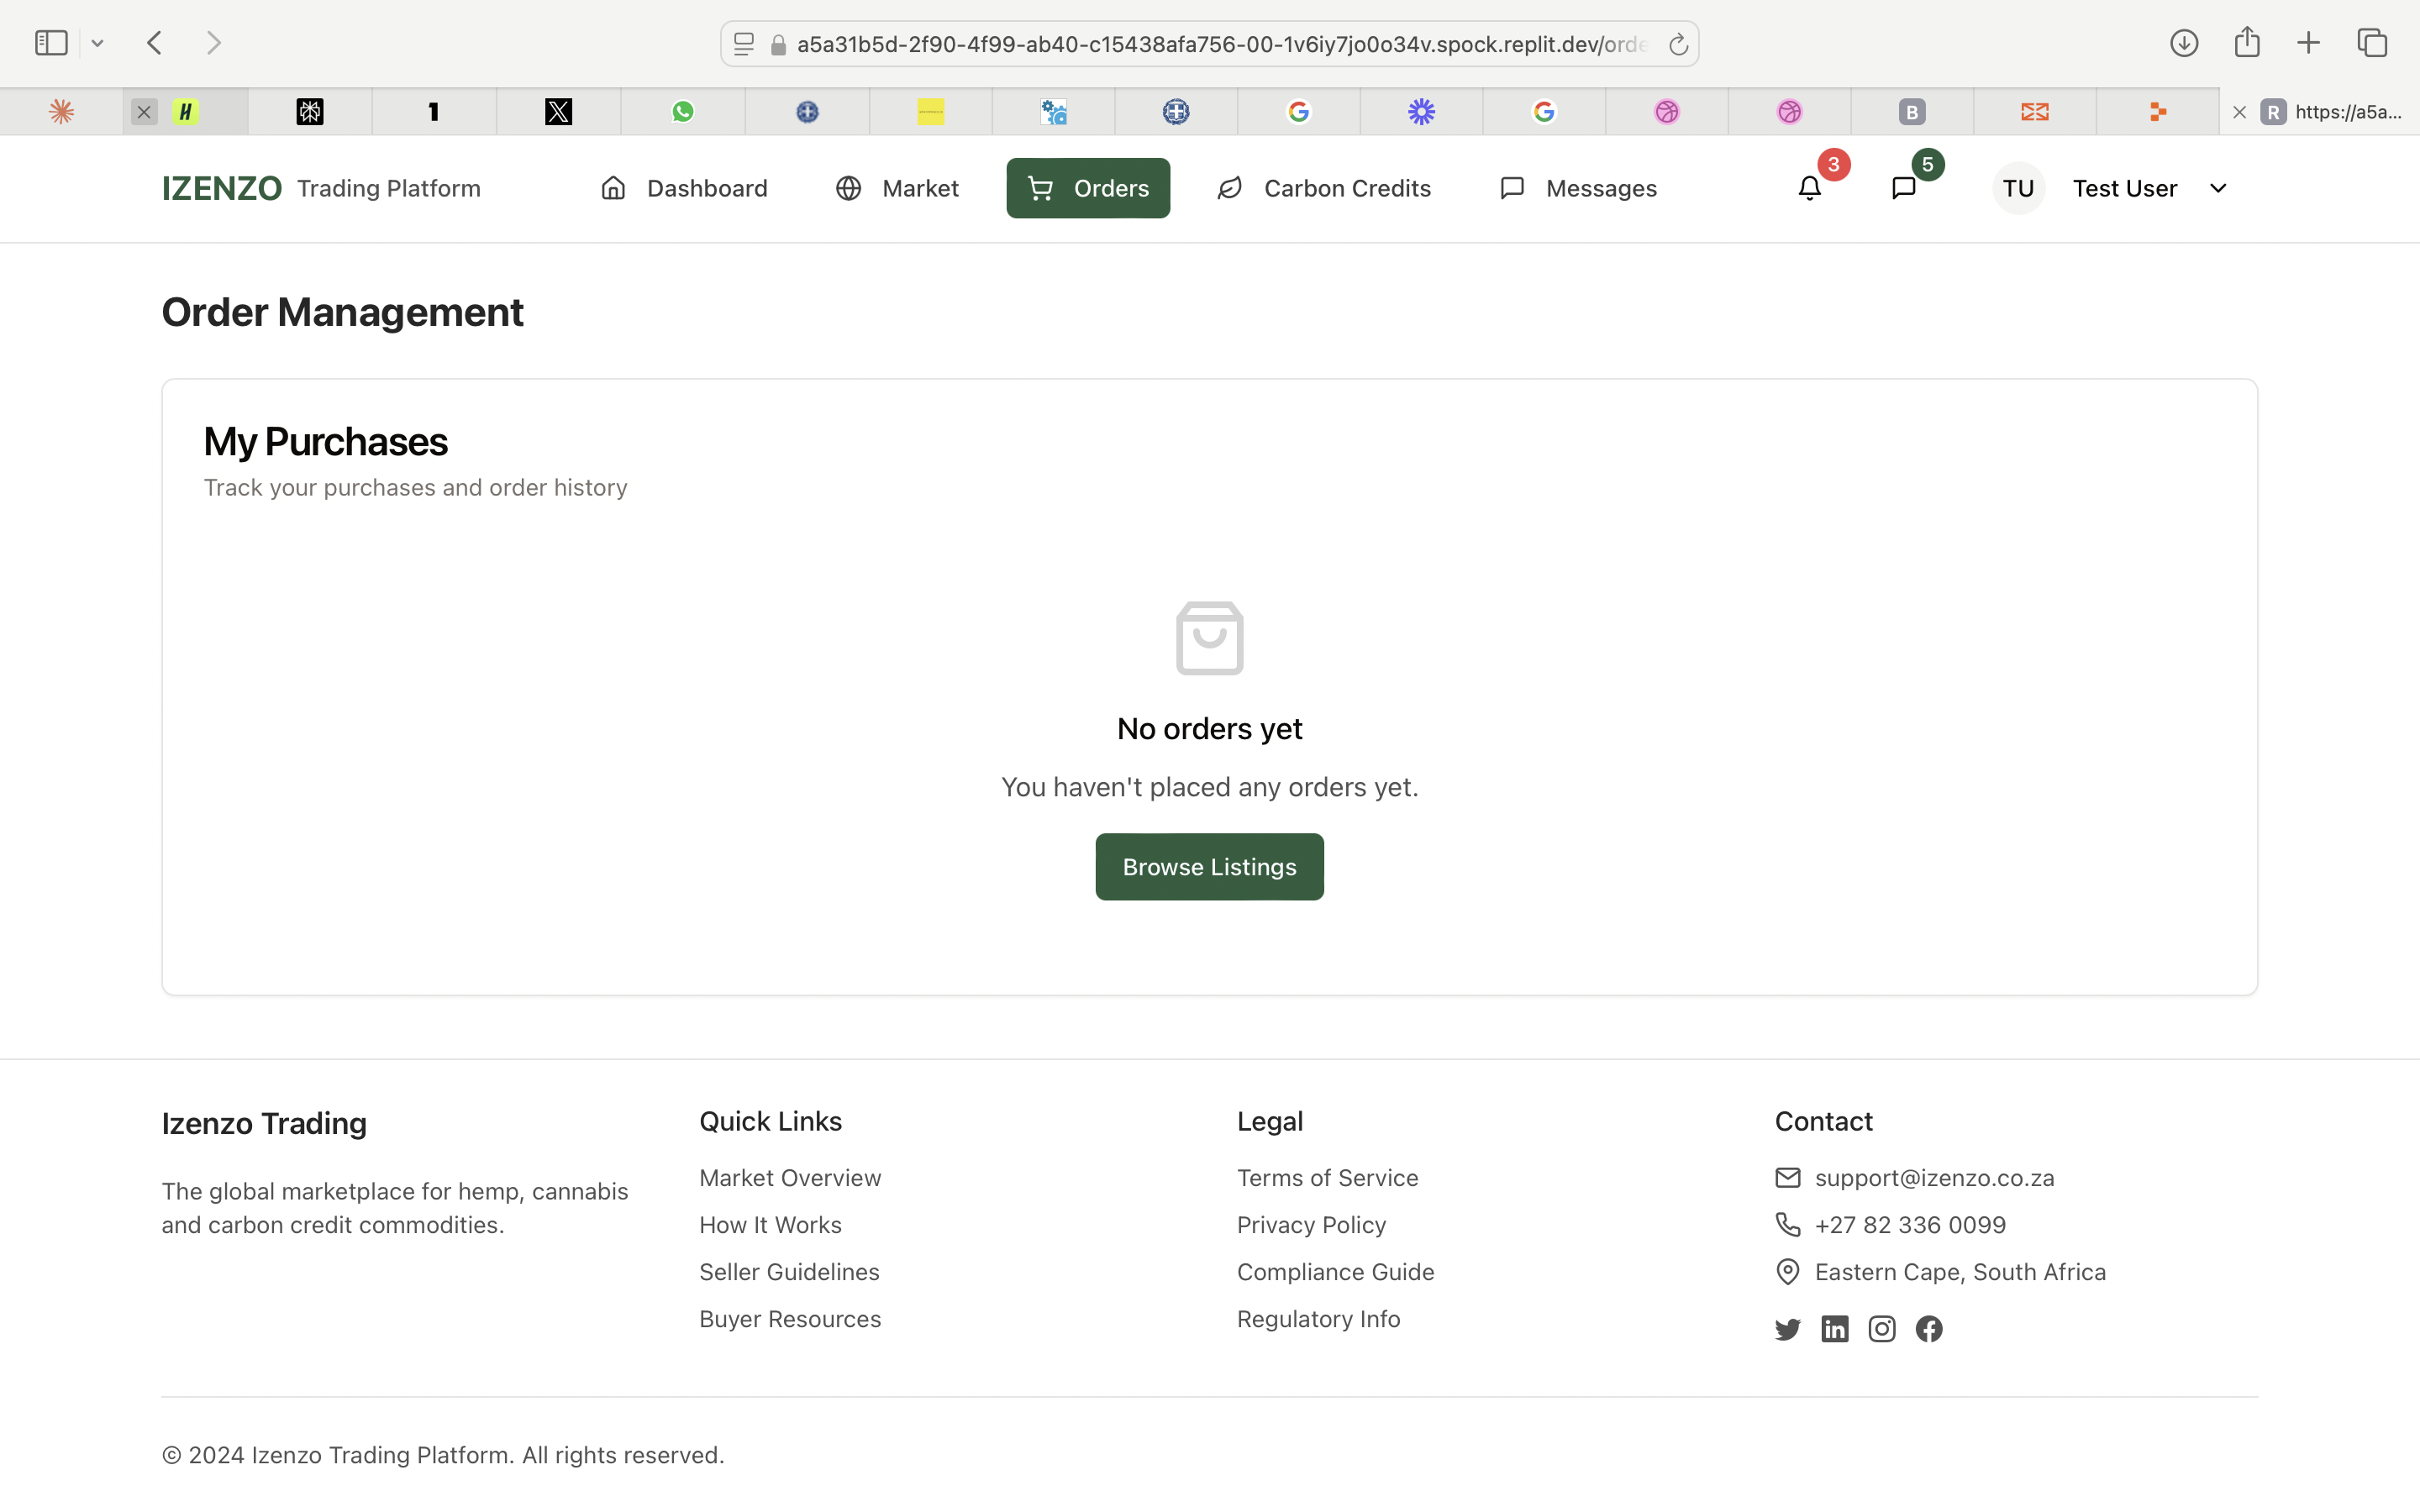 a5a31b5d-2f90-4f99-ab40-c15438afa756-00-1v6iy7jo0o34v.spock.replit.dev/orde
H
1
X
B
R https://a5a...
IZENZO Trading Platform
Dashboard
Market
Orders
Carbon Credits
Messages
3
5
TU Test User
Order Management
My Purchases
Track your purchases and order history
No orders yet
You haven't placed any orders yet.
Browse Listings
Izenzo Trading
The global marketplace for hemp, cannabis
and carbon credit commodities.
Quick Links
Market Overview
How It Works
Seller Guidelines
Buyer Resources
Legal
Terms of Service
Privacy Policy
Compliance Guide
Regulatory Info
Contact
support@izenzo.co.za
+27 82 336 0099
Eastern Cape, South Africa
© 2024 Izenzo Trading Platform. All rights reserved.